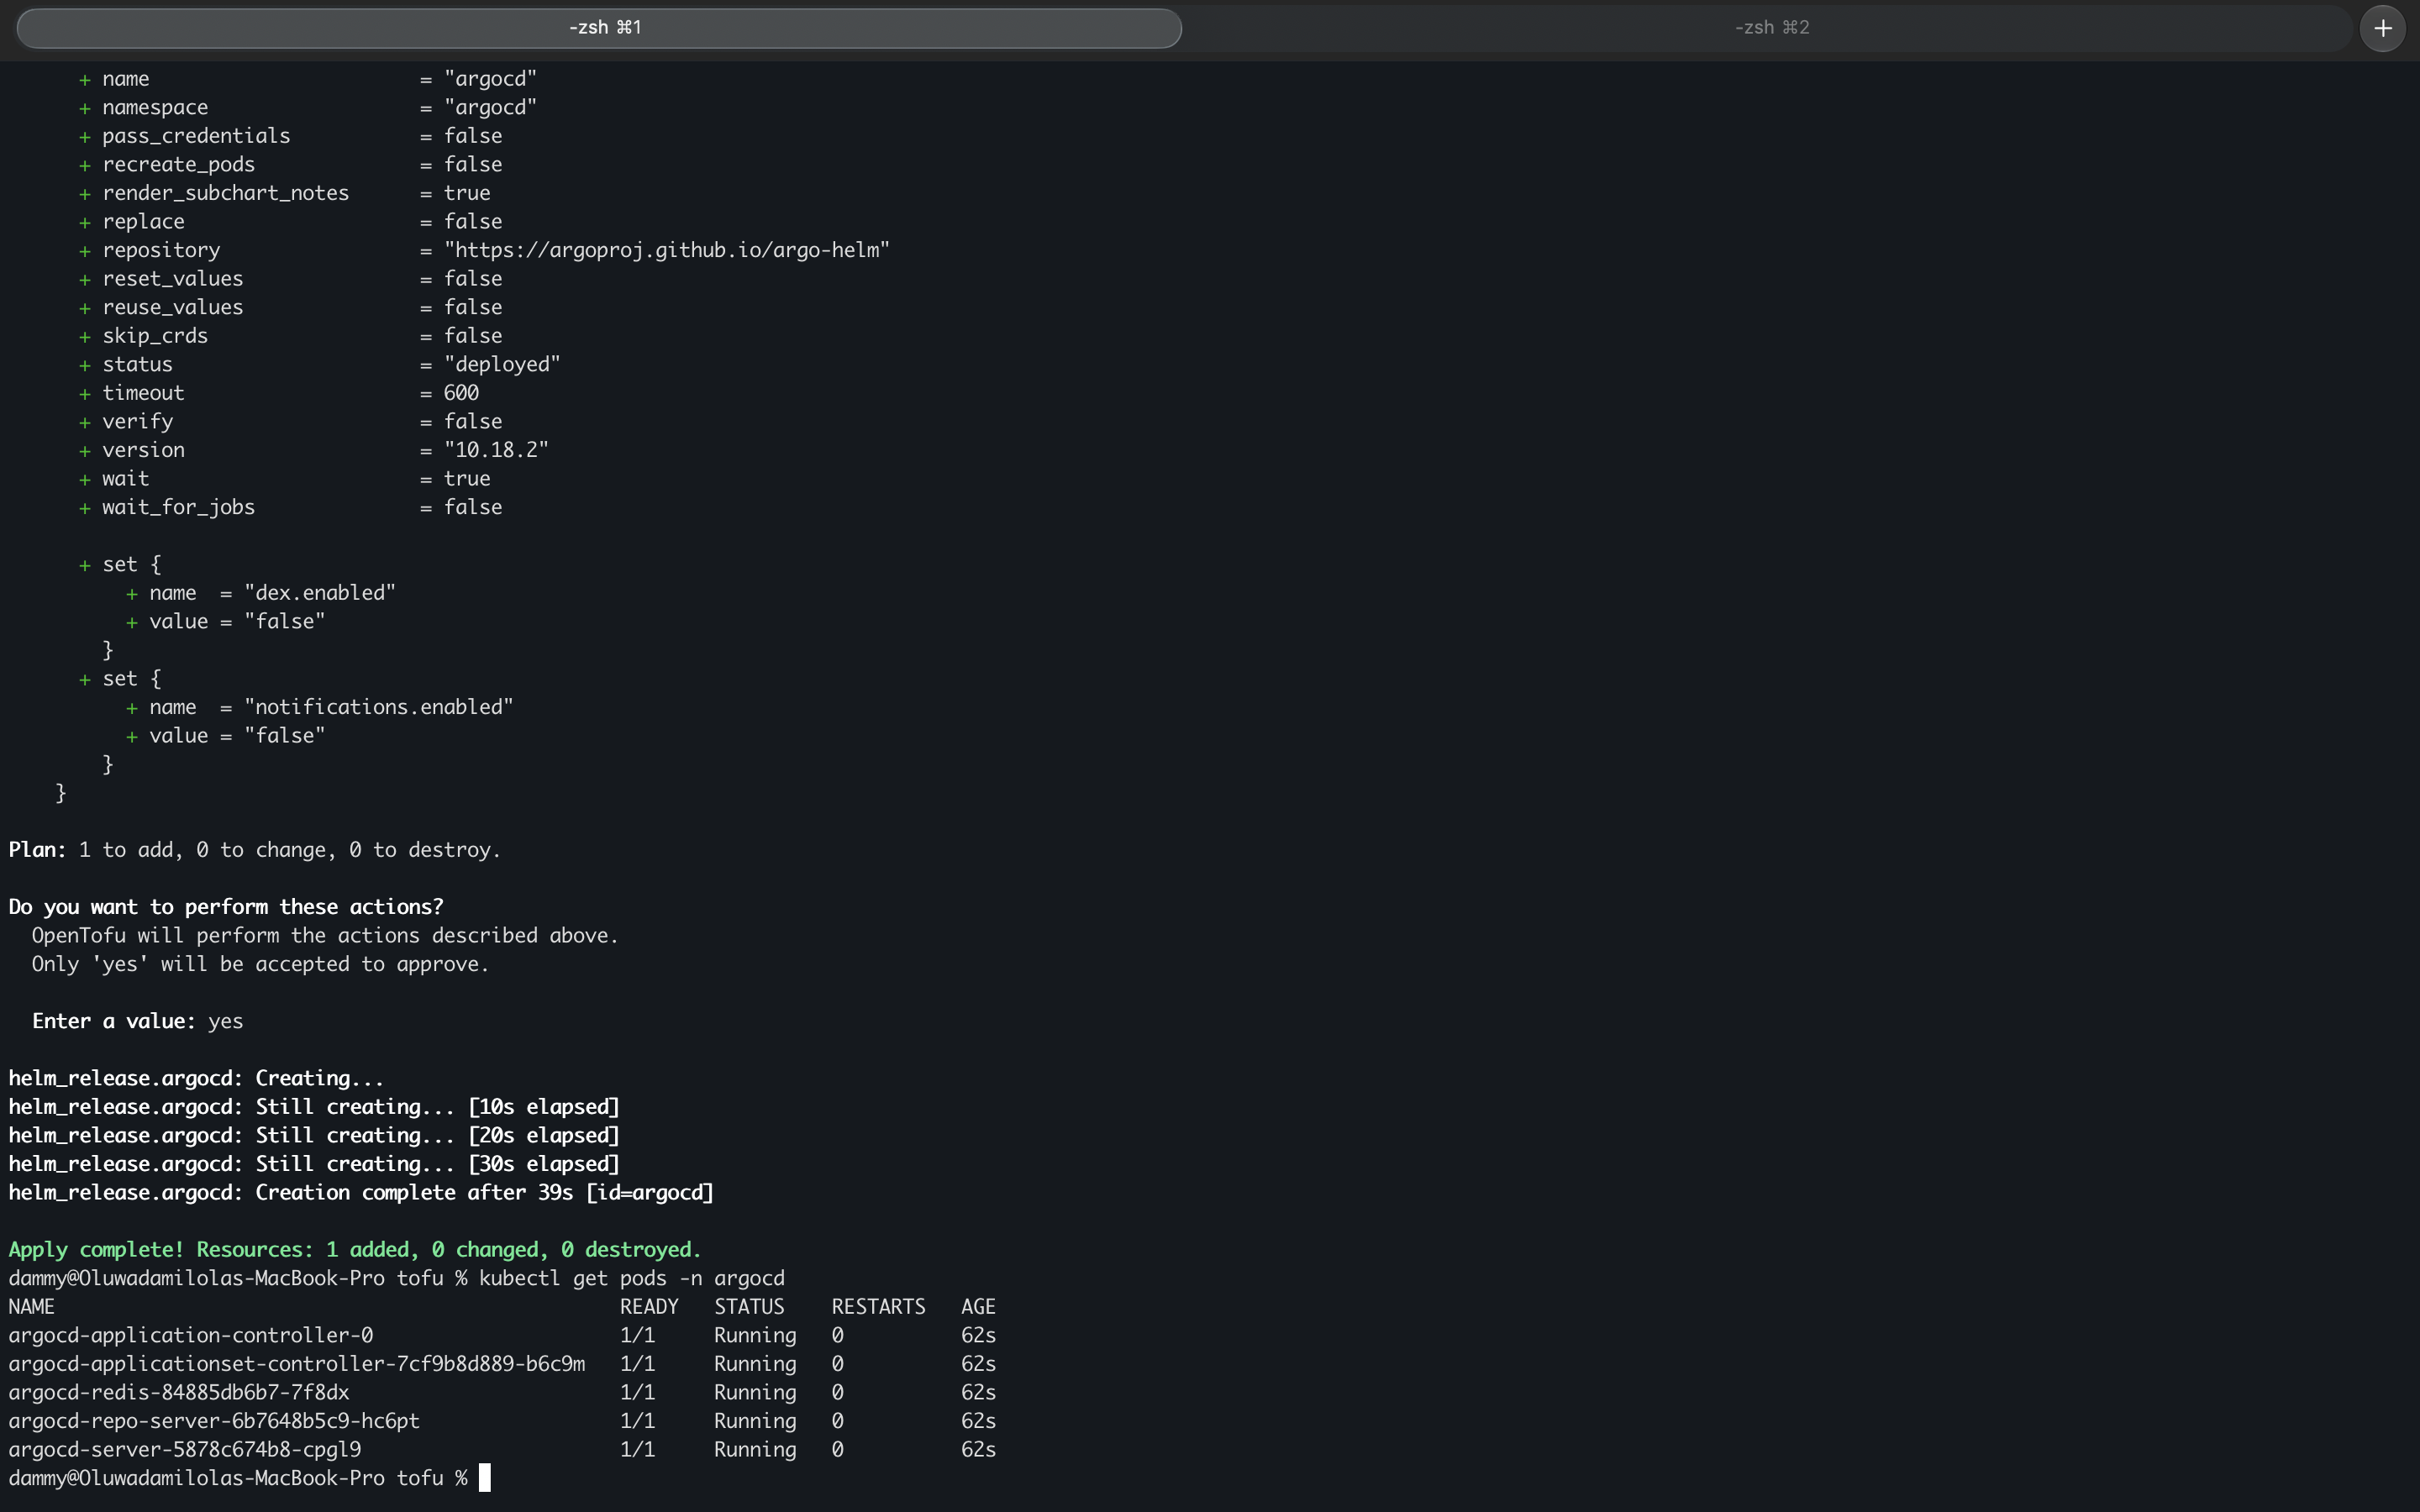 -zsh ⌘1
-zsh ⌘2
+
+ name = "argocd"
+ namespace = "argocd"
+ pass_credentials = false
+ recreate_pods = false
+ render_subchart_notes = true
+ replace = false
+ repository = "https://argoproj.github.io/argo-helm"
+ reset_values = false
+ reuse_values = false
+ skip_crds = false
+ status = "deployed"
+ timeout = 600
+ verify = false
+ version = "10.18.2"
+ wait = true
+ wait_for_jobs = false
+ set {
+ name = "dex.enabled"
+ value = "false"
}
+ set {
+ name = "notifications.enabled"
+ value = "false"
}
}
Plan: 1 to add, 0 to change, 0 to destroy.
Do you want to perform these actions?
OpenTofu will perform the actions described above.
Only 'yes' will be accepted to approve.
Enter a value: yes
helm_release.argocd: Creating...
helm_release.argocd: Still creating... [10s elapsed]
helm_release.argocd: Still creating... [20s elapsed]
helm_release.argocd: Still creating... [30s elapsed]
helm_release.argocd: Creation complete after 39s [id=argocd]
Apply complete! Resources: 1 added, 0 changed, 0 destroyed.
dammy@Oluwadamilolas-MacBook-Pro tofu % kubectl get pods -n argocd
NAME READY STATUS RESTARTS AGE
argocd-application-controller-0 1/1 Running 0 62s
argocd-applicationset-controller-7cf9b8d889-b6c9m 1/1 Running 0 62s
argocd-redis-84885db6b7-7f8dx 1/1 Running 0 62s
argocd-repo-server-6b7648b5c9-hc6pt 1/1 Running 0 62s
argocd-server-5878c674b8-cpgl9 1/1 Running 0 62s
dammy@Oluwadamilolas-MacBook-Pro tofu %